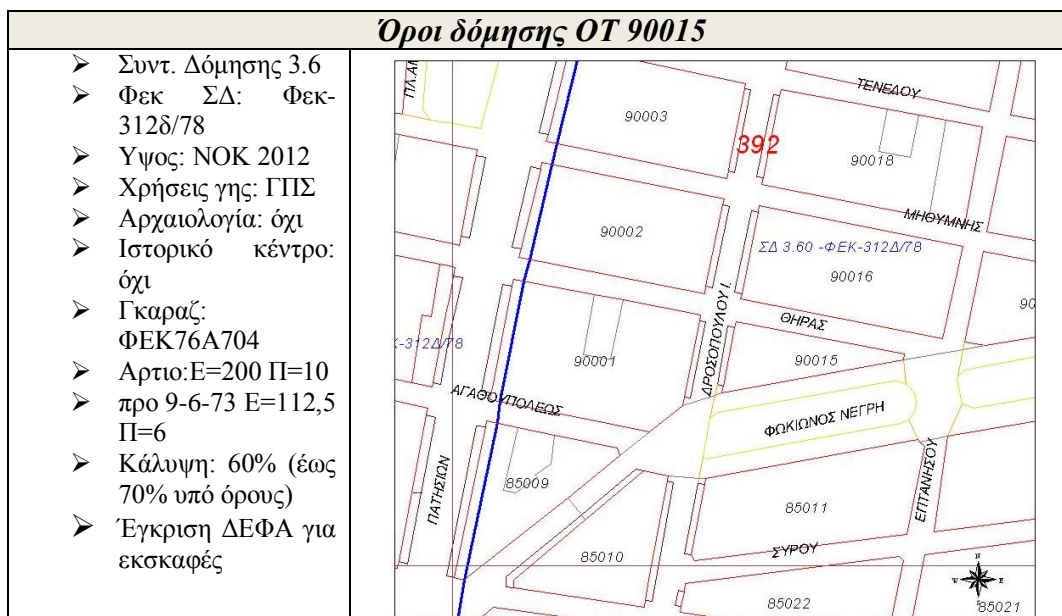 Όροι δόμησης ΟΤ 90015
➢ Συντ. Δόμησης 3.6
➢ Φεκ ΣΔ: Φεκ-
312δ/78
➢ Υψος: ΝΟΚ 2012
➢ Χρήσεις γης: ΓΠΣ
➢ Αρχαιολογία: όχι
➢ Ιστορικό κέντρο:
όχι
➢ Γκαραζ:
ΦΕΚ76Α704
➢ Αρτιο:Ε=200 Π=10
➢ προ 9-6-73 Ε=112,5
Π=6
➢ Κάλυψη: 60% (έως
70% υπό όρους)
➢ Έγκριση ΔΕΦΑ για
εκσκαφές
ΤΕΝΕΔΟΥ
90003
392
90018
ΜΗΘΥΜΝΗΣ
90002
ΣΔ 3.60 -ΦΕΚ-312Δ/78
90016
ΔΡΟΣΟΠΟΥΛΟΥ Ι.
ΘΗΡΑΣ
Κ-312Δ/78
90001
90015
ΑΓΑΘΟΥΠΟΛΕΩΣ
ΦΩΚΙΩΝΟΣ ΝΕΓΡΗ
ΠΑΤΗΣΙΩΝ
85009
85011
ΕΠΤΑΝΗΣΟΥ
85010
ΣΥΡΟΥ
85022
85021
N
W
E
S